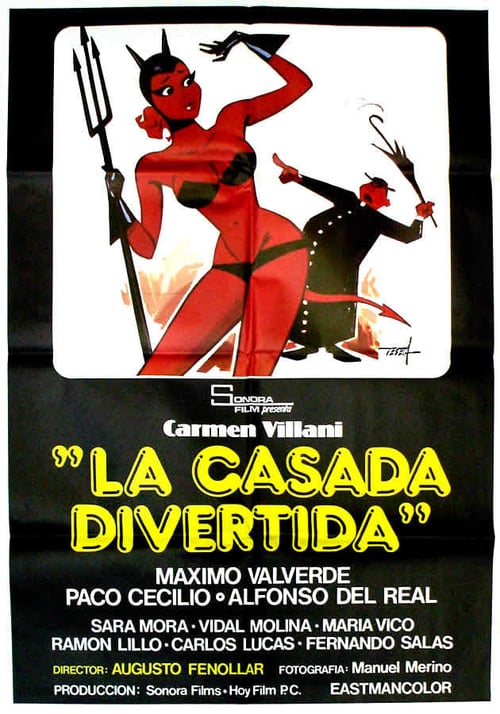 SONORA
FILM presenta
Carmen Villani
"LA CASADA
DIVERTIDA"
MAXIMO VALVERDE
PACO CECILIO • ALFONSO DEL REAL
SARA MORA • VIDAL MOLINA • MARIA VICO
RAMON LILLO • CARLOS LUCAS • FERNANDO SALAS
DIRECTOR: AUGUSTO FENOLLAR FOTOGRAFIA: Manuel Merino
PRODUCCION: Sonora Films • Hoy Film P.C. EASTMANCOLOR